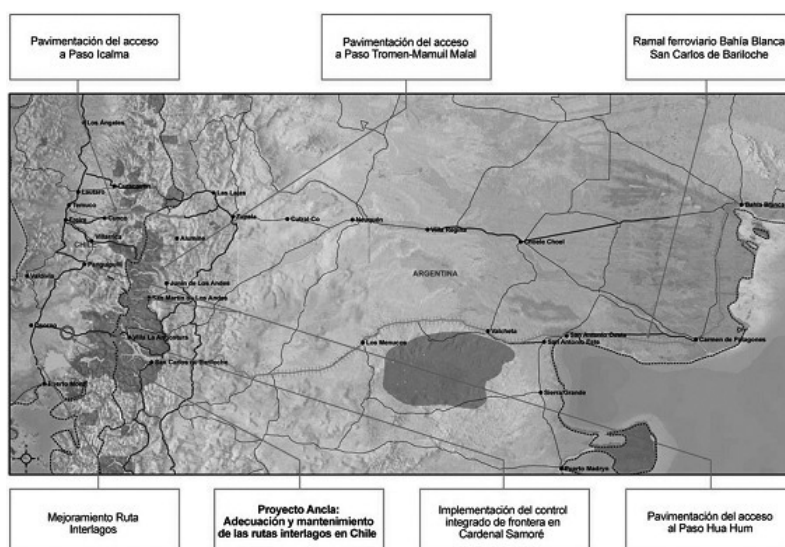 Pavimentación del acceso
a Paso Icalma
Pavimentación del acceso
a Paso Tromen-Mamuil Malal
Ramal ferroviario Bahía Blanca
San Carlos de Bariloche
Los Ángeles
Curacautín
Lautaro
Temuco
Freire
Cunco
Villarrica
CHILE
Panguipulli
Valdivia
Osorno
Puerto Montt
Las Lajas
Zapala
Cutral-Co
Neuquén
Villa Regina
Choele Choel
Bahía Blanca
Aluminé
ARGENTINA
Junín de Los Andes
San Martín de Los Andes
Villa La Angostura
San Carlos de Bariloche
Los Menucos
Valcheta
San Antonio Oeste
San Antonio Este
Carmen de Patagones
Sierra Grande
Puerto Madryn
Mejoramiento Ruta
Interlagos
Proyecto Ancla:
Adecuación y mantenimiento
de las rutas interlagos en Chile
Implementación del control
integrado de frontera en
Cardenal Samoré
Pavimentación del acceso
al Paso Hua Hum